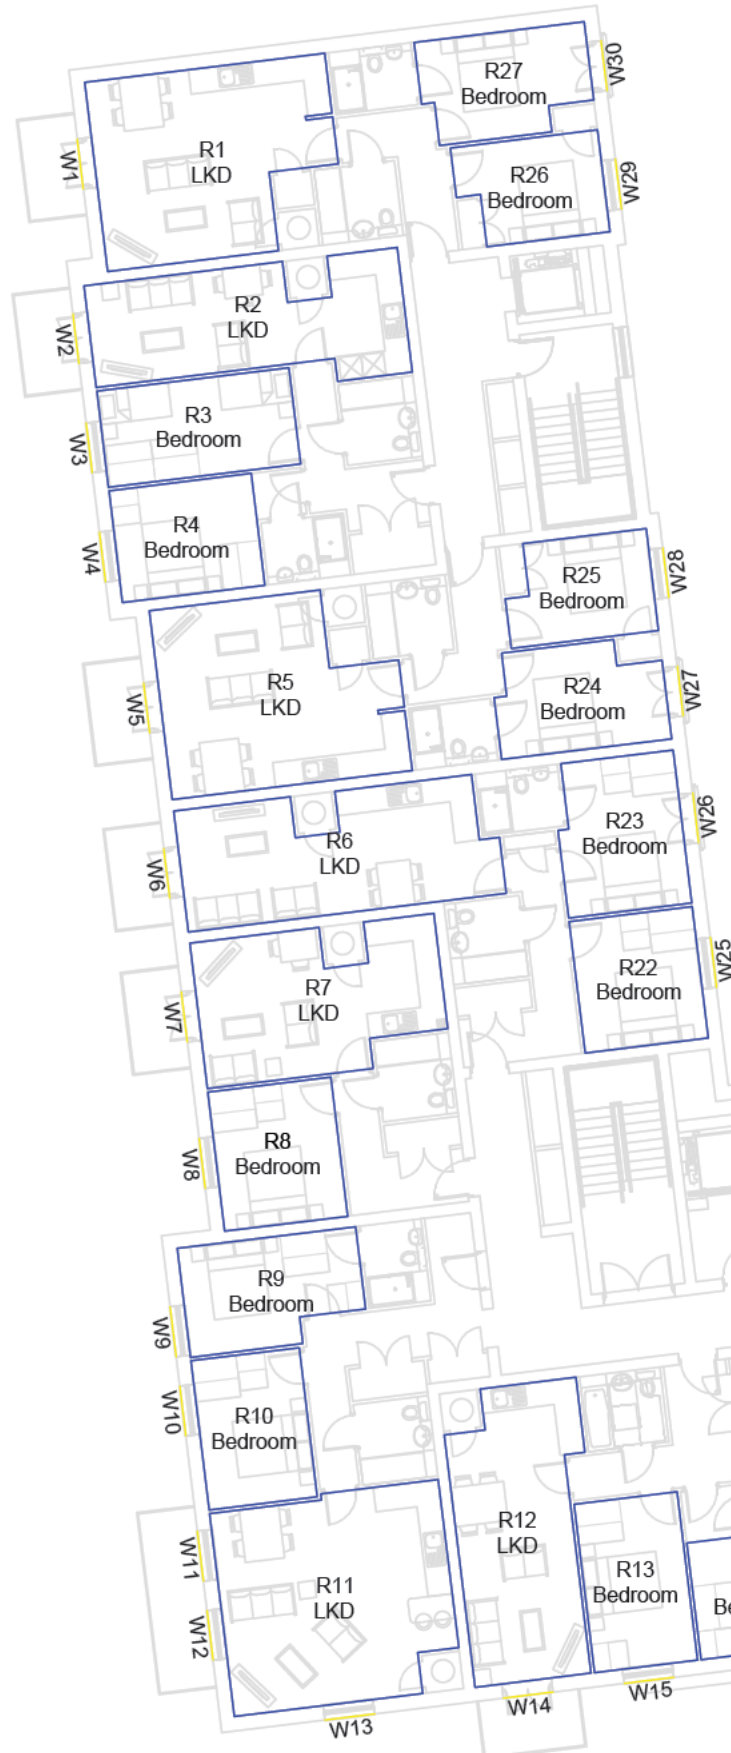 R27
Bedroom
W30
R1
LKD
W1
R26
Bedroom
W29
R2
LKD
W2
R3
Bedroom
W3
R4
Bedroom
W4
R25
Bedroom
W28
R5
LKD
W5
R24
Bedroom
W27
R6
LKD
W6
R23
Bedroom
W26
R7
LKD
W7
R22
Bedroom
W25
R8
Bedroom
W8
R9
Bedroom
W9
R10
Bedroom
W10
R12
LKD
W11
R11
LKD
R13
Bedroom
Be
W12
W13
W14
W15